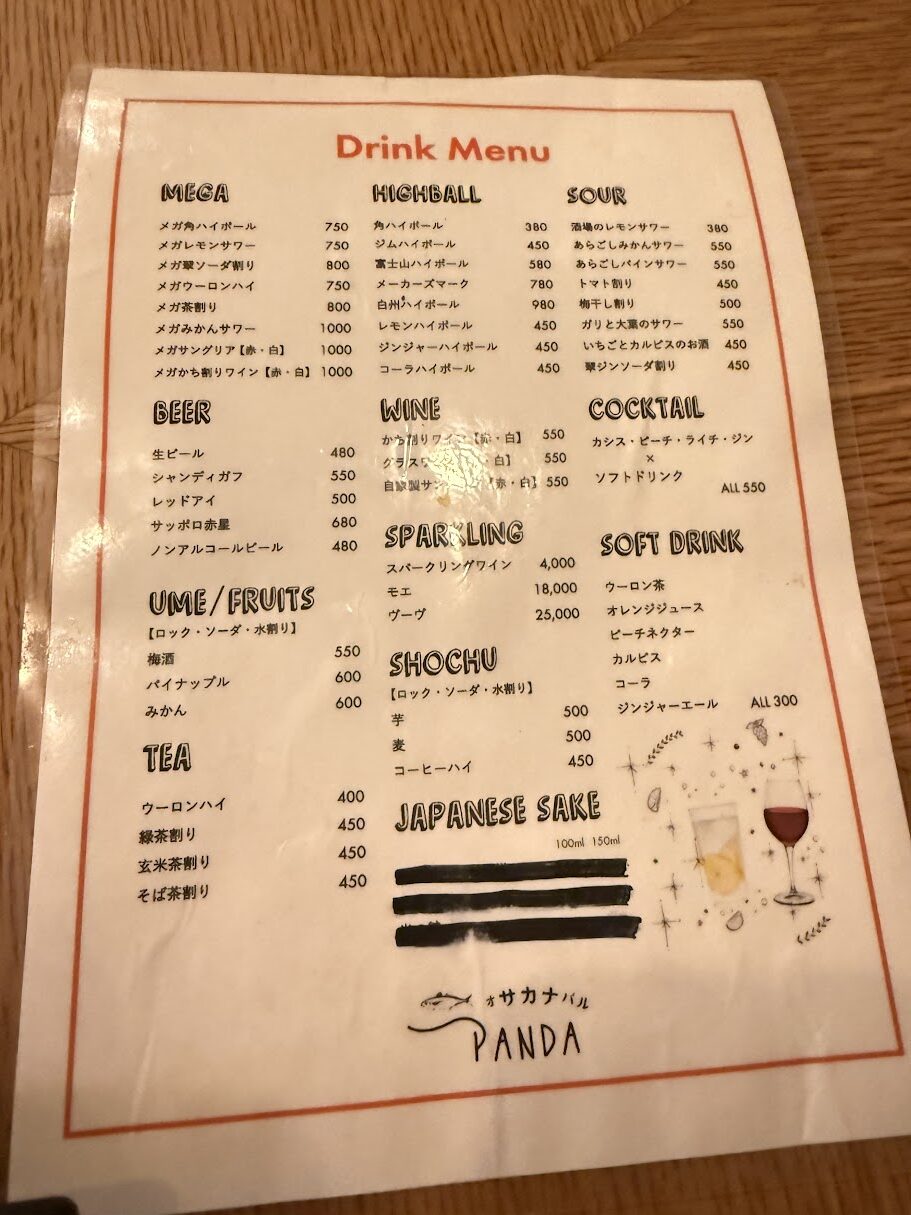 Drink Menu
MEGA
メガ角ハイボール 750
メガレモンサワー 750
メガ翠ソーダ割り 800
メガウーロンハイ 750
メガ茶割り 800
メガみかんサワー 1000
メガサングリア【赤・白】 1000
メガかち割りワイン【赤・白】 1000
BEER
生ビール 480
シャンディガフ 550
レッドアイ 500
サッポロ赤星 680
ノンアルコールビール 480
UME/FRUITS
【ロック・ソーダ・水割り】
梅酒 550
パイナップル 600
みかん 600
TEA
ウーロンハイ 400
緑茶割り 450
玄米茶割り 450
そば茶割り 450
HIGHBALL
角ハイボール 380
ジムハイボール 450
富士山ハイボール 580
メーカーズマーク 780
白州ハイボール 980
レモンハイボール 450
ジンジャーハイボール 450
コーラハイボール 450
WINE
かち割りワイン【赤・白】 550
グラスワ ・白】 550
自家製サン 【赤・白】 550
SPARKLING
スパークリングワイン 4,000
モエ 18,000
ヴーヴ 25,000
SHOCHU
【ロック・ソーダ・水割り】
芋 500
麦 500
コーヒーハイ 450
JAPANESE SAKE
100ml 150ml
SOUR
酒場のレモンサワー 380
あらごしみかんサワー 550
あらごしパインサワー 550
トマト割り 450
梅干し割り 500
ガリと大葉のサワー 550
いちごとカルピスのお酒 450
翠ジンソーダ割り 450
COCKTAIL
カシス・ピーチ・ライチ・ジン
×
ソフトドリンク
ALL 550
SOFT DRINK
ウーロン茶
オレンジジュース
ピーチネクター
カルピス
コーラ
ジンジャーエール ALL 300
オサカナバル
PANDA